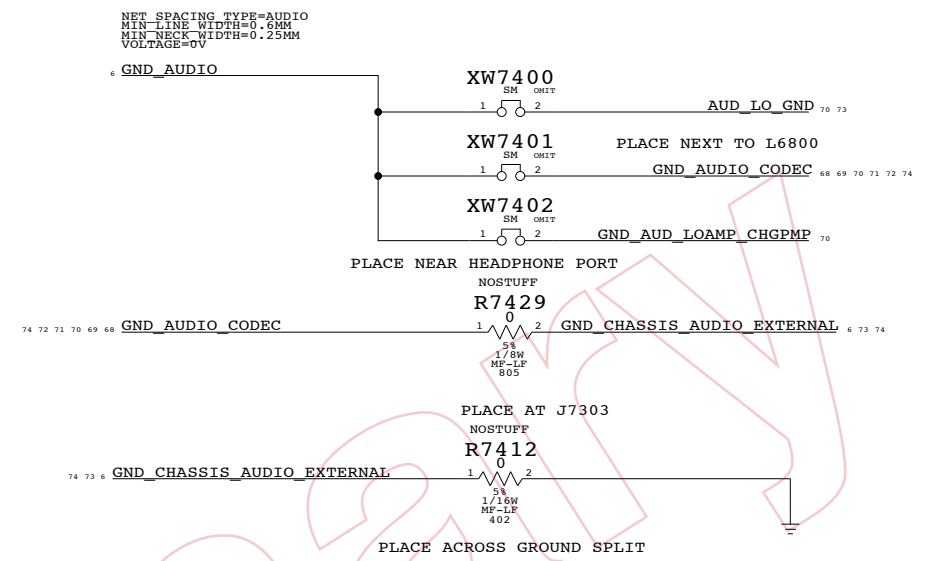 NET_SPACING_TYPE=AUDIO
MIN_LINE_WIDTH=0.6MM
MIN_NECK_WIDTH=0.25MM
VOLTAGE=0V
6 GND_AUDIO
XW7400
SM OMIT
1 2 AUD_LO_GND 70 73
XW7401
SM OMIT
PLACE NEXT TO L6800
1 2 GND_AUDIO_CODEC 68 69 70 71 72 74
XW7402
SM OMIT
1 2 GND_AUD_LOAMP_CHGPMP 70
PLACE NEAR HEADPHONE PORT
NOSTUFF
R7429
0
74 72 71 70 69 68 GND_AUDIO_CODEC 1 2 GND_CHASSIS_AUDIO_EXTERNAL 6 73 74
5%
1/8W
MF-LF
805
PLACE AT J7303
NOSTUFF
R7412
0
74 73 6 GND_CHASSIS_AUDIO_EXTERNAL 1 2
5%
1/16W
MF-LF
402
PLACE ACROSS GROUND SPLIT
ary